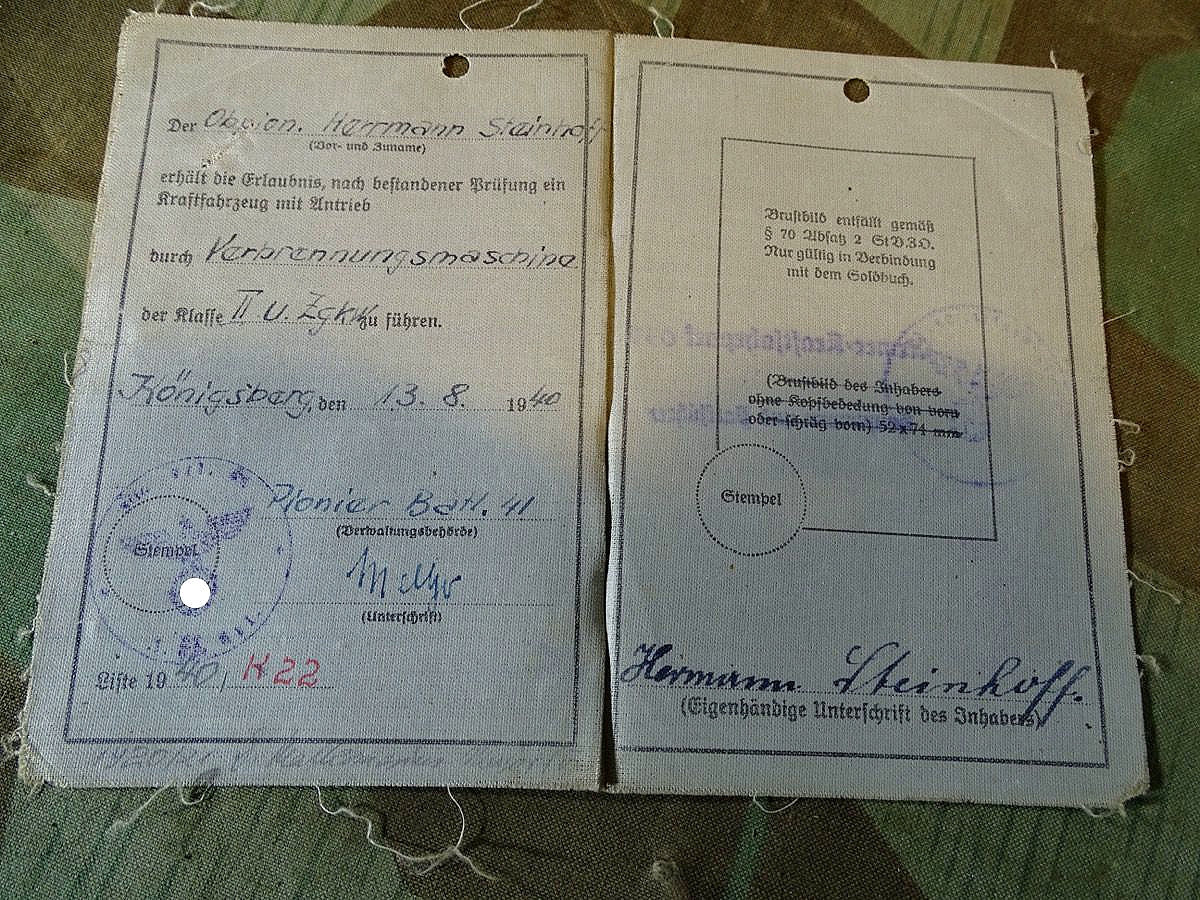 Der Obpion. Herrmann Steinhoff
(Vor- und Zuname)
erhält die Erlaubnis, nach bestandener Prüfung ein
Kraftfahrzeug mit Antrieb
durch Verbrennungsmaschine
der Klasse II u. Zgkw zu führen.
Königsberg, den 13. 8. 1940
Pionier Batl. 41
(Verwaltungsbehörde)
Stempel
(Unterschrift)
Liste 1940 / K22
Brustbild entfällt gemäß
§ 70 Absatz 2 StVZO.
Nur gültig in Verbindung
mit dem Soldbuch.
(Brustbild des Inhabers
ohne Kopfbedeckung von vorn
oder schräg vorn) 52x74 mm
Stempel
Hermann Steinhoff.
(Eigenhändige Unterschrift des Inhabers)